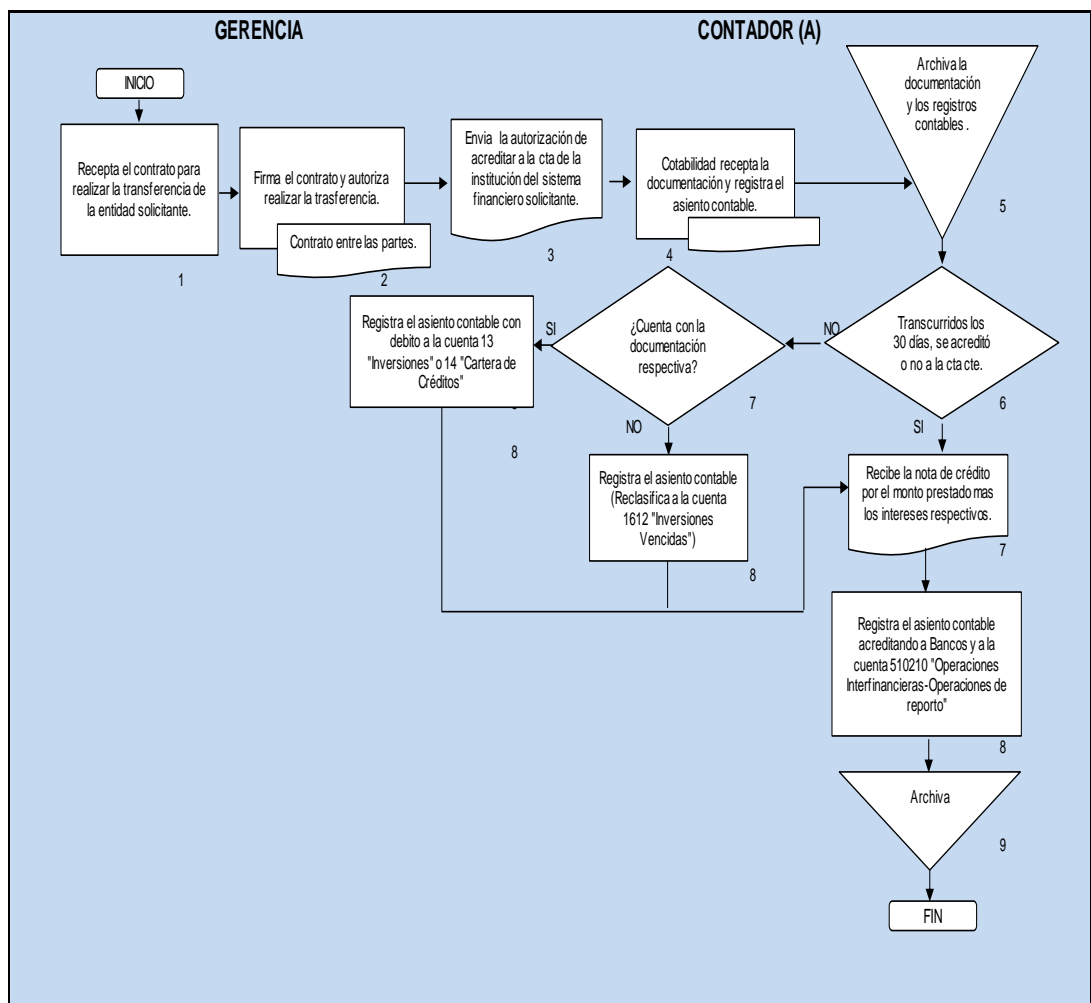 GERENCIA
CONTADOR (A)
INICIO
Recepta el contrato para
realizar la transferencia de
la entidad solicitante.
1
Firma el contrato y autoriza
realizar la trasferencia.
Contrato entre las partes.
2
Envia la autorización de
acreditar a la cta de la
institución del sistema
financiero solicitante.
3
Cotabilidad recepta la
documentación y registra el
asiento contable.
4
Archiva la
documentación
y los registros
contables .
5
Transcurridos los
30 días, se acreditó
o no a la cta cte.
6
NO
SI
¿Cuenta con la
documentación
respectiva?
7
SI
NO
Registra el asiento contable con
debito a la cuenta 13
"Inversiones" o 14 "Cartera de
Créditos"
8
Registra el asiento contable
(Reclasifica a la cuenta
1612 "Inversiones
Vencidas")
8
Recibe la nota de crédito
por el monto prestado mas
los intereses respectivos.
7
Registra el asiento contable
acreditando a Bancos y a la
cuenta 510210 "Operaciones
Interfinancieras-Operaciones de
reporto"
8
Archiva
9
FIN